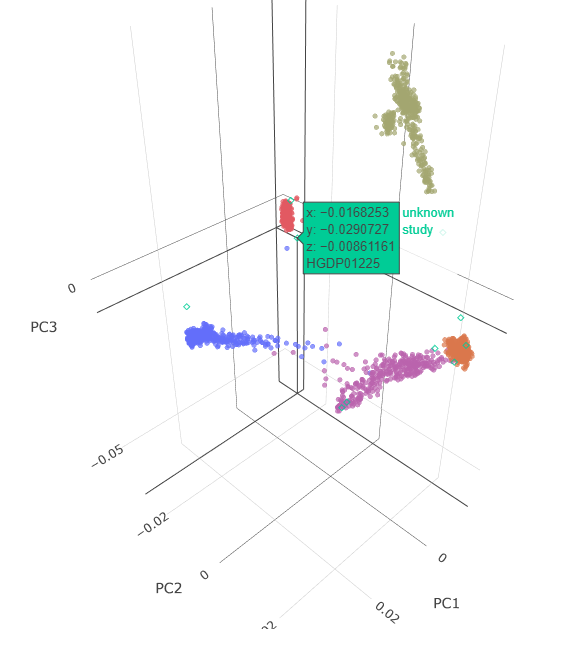 x: −0.0168253
y: −0.0290727
z: −0.00861161
HGDP01225
unknown
study
0
PC3
−0.05
−0.02
0
PC2
0
PC1
0.02